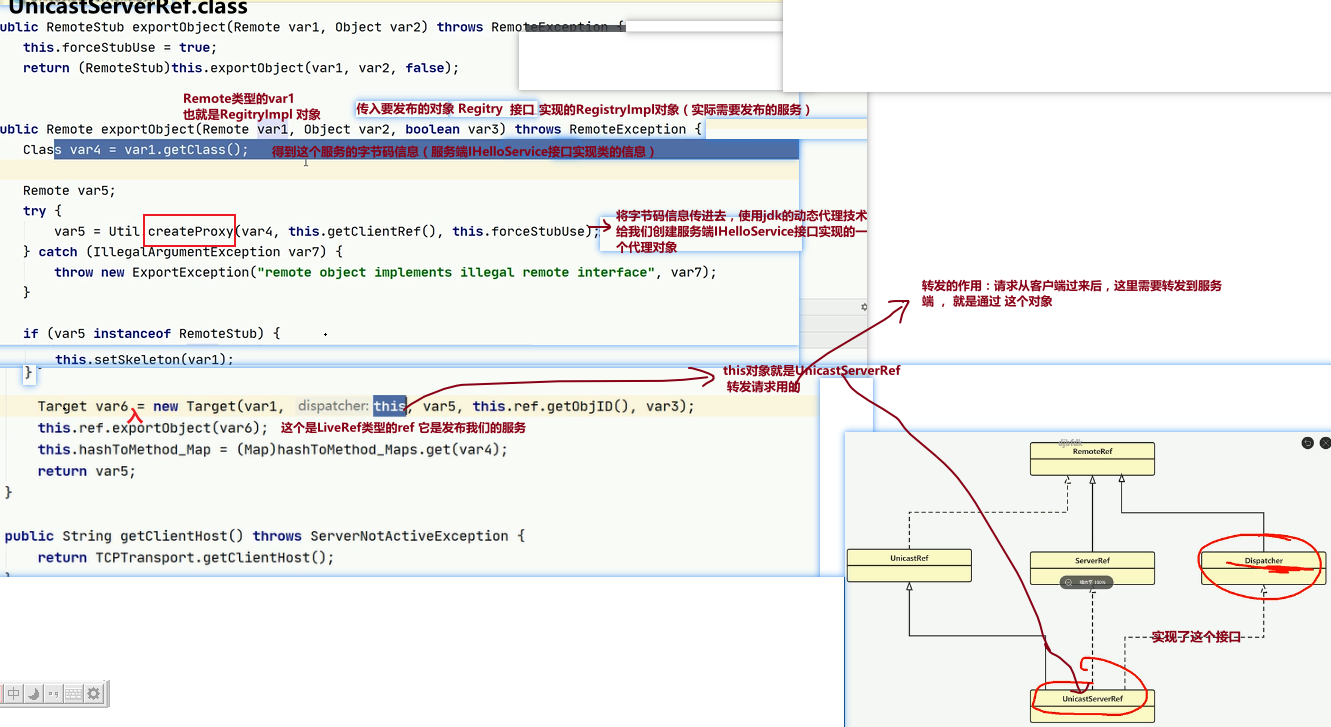 UnicastServerRef.class
ublic RemoteStub exportObject(Remote var1, Object var2) throws RemoteException {
this.forceStubUse = true;
return (RemoteStub)this.exportObject(var1, var2, false);
Remote类型的var1
也就是RegitryImpl 对象
传入要发布的对象 Regitry 接口 实现的RegistryImpl对象（实际需要发布的服务）
ublic Remote exportObject(Remote var1, Object var2, boolean var3) throws RemoteException {
Class var4 = var1.getClass();
得到这个服务的字节码信息（服务端IHelloService接口实现类的信息）
Remote var5;
try {
var5 = Util.createProxy(var4, this.getClientRef(), this.forceStubUse);
将字节码信息传进去，使用jdk的动态代理技术
给我们创建服务端IHelloService接口实现的一
个代理对象
} catch (IllegalArgumentException var7) {
throw new ExportException("remote object implements illegal remote interface", var7);
}
if (var5 instanceof RemoteStub) {
this.setSkeleton(var1);
}
转发的作用：请求从客户端过来后，这里需要转发到服务
端 ， 就是通过 这个对象
this对象就是UnicastServerRef
转发请求用的
Target var6 = new Target(var1, dispatcher: this, var5, this.ref.getObjID(), var3);
this.ref.exportObject(var6);
这个是LiveRef类型的ref 它是发布我们的服务
this.hashToMethod_Map = (Map)hashToMethod_Maps.get(var4);
return var5;
}
public String getClientHost() throws ServerNotActiveException {
return TCPTransport.getClientHost();
RemoteRef
UnicastRef
ServerRef
Dispatcher
实现了这个接口
UnicastServerRef
中